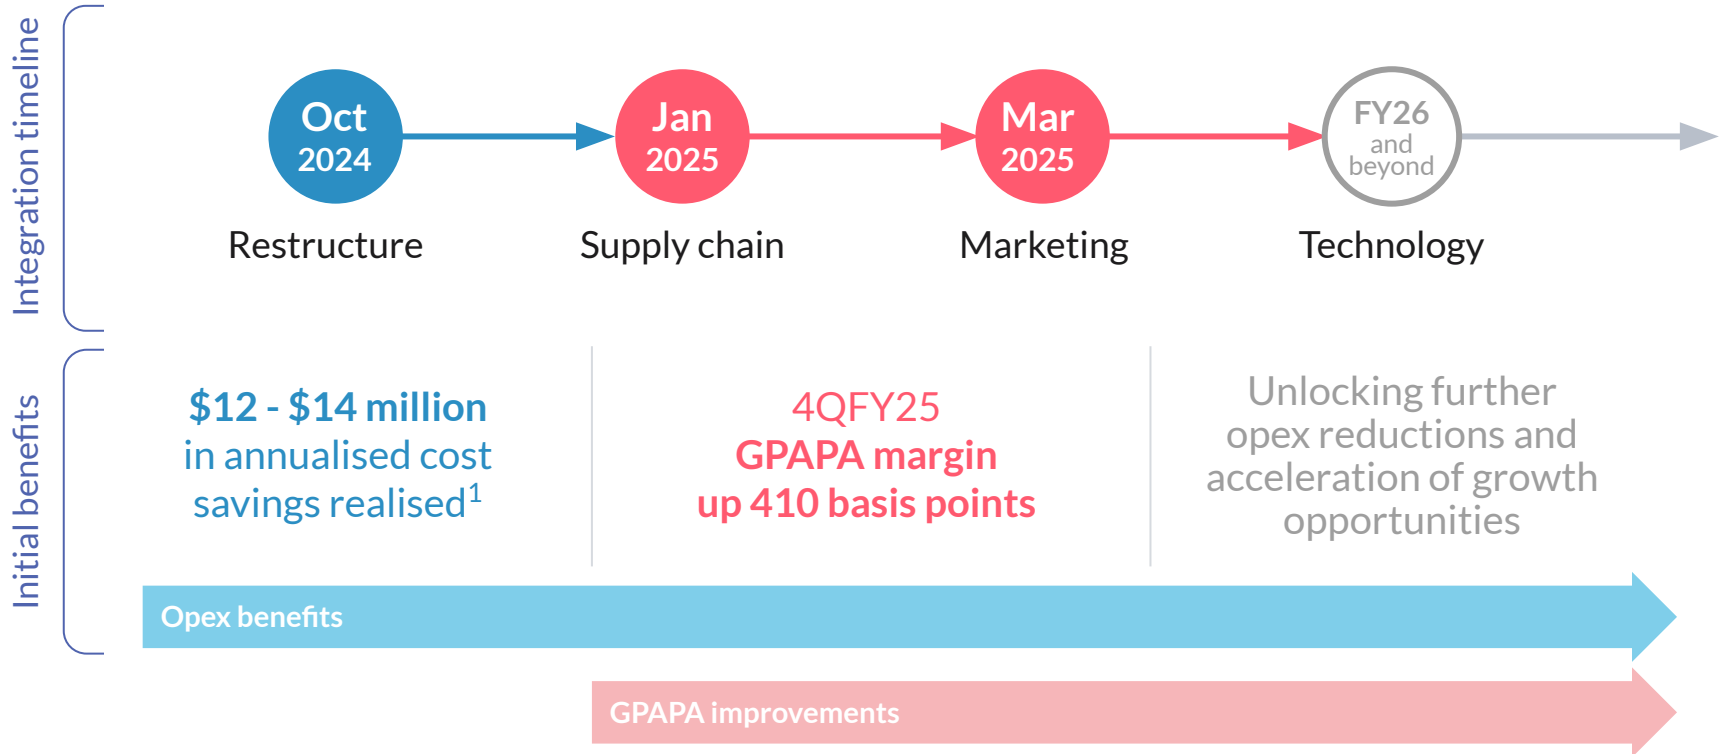 Integration timeline
Oct
2024
Jan
2025
Mar
2025
FY26
and
beyond
Restructure
Supply chain
Marketing
Technology
Initial benefits
$12 - $14 million
in annualised cost
savings realised¹
4QFY25
GPAPA margin
up 410 basis points
Unlocking further
opex reductions and
acceleration of growth
opportunities
Opex benefits
GPAPA improvements